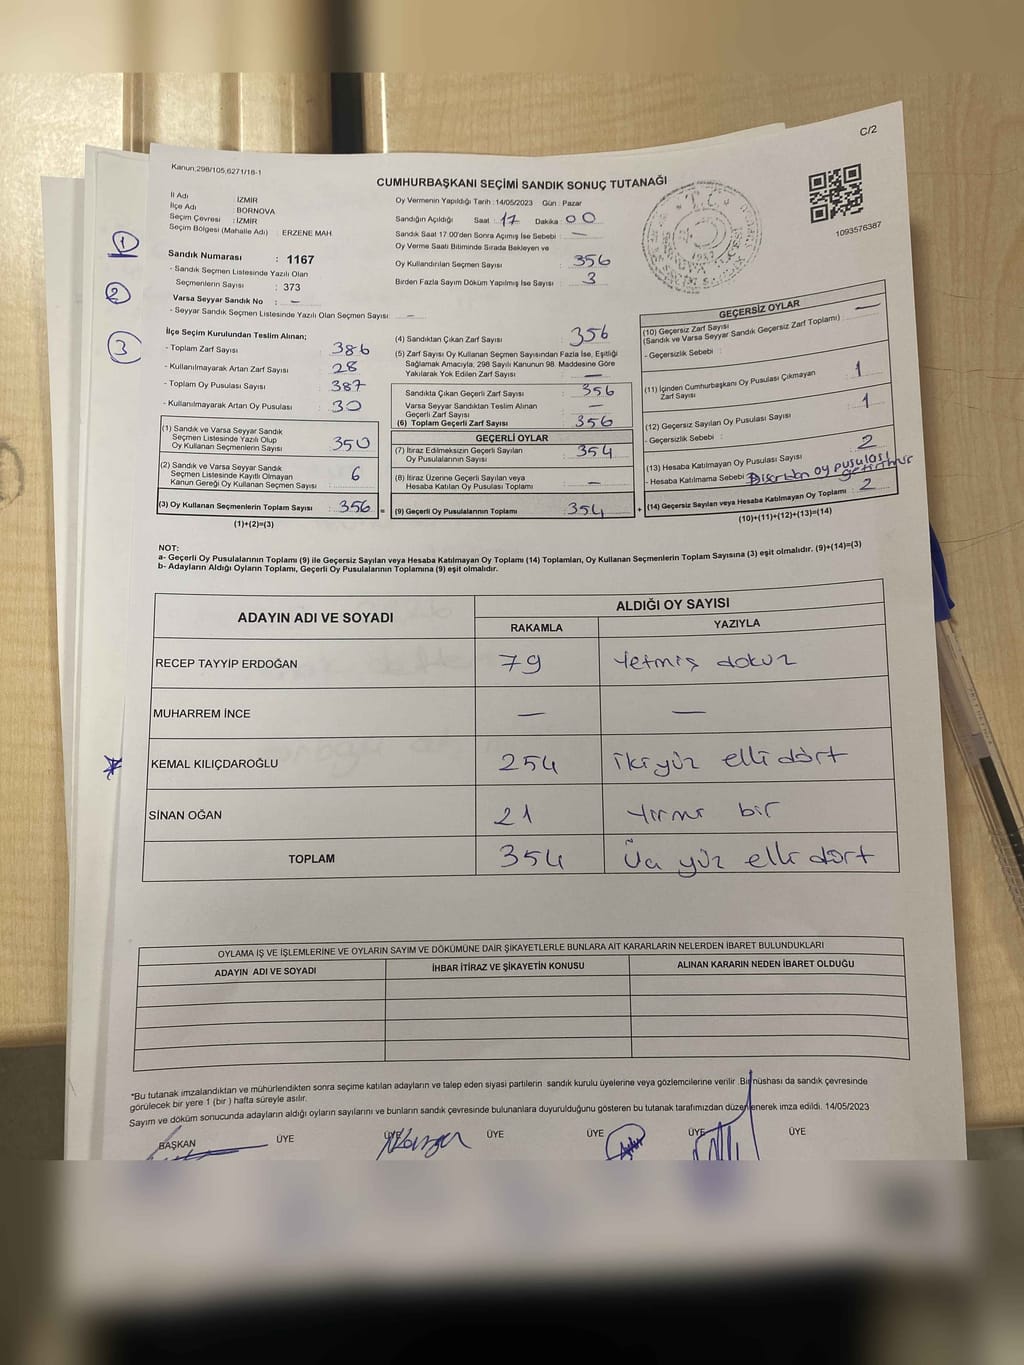 C/2
Kanun,298/105,6271/16-1
CUMHURBAŞKANI SEÇİMİ SANDIK SONUÇ TUTANAĞI
İl Adı : İZMİR
İlçe Adı : BORNOVA
Seçim Çevresi : İZMİR
Seçim Bölgesi (Mahalle Adı) : ERZENE MAH.
Oy Vermenin Yapıldığı Tarih :14/05/2023 Gün : Pazar
Sandığın Açıldığı Saat : 17 Dakika : 00
Sandık Saat 17.00'den Sonra Açımış İse Sebebi : —
Oy Verme Saati Bitiminde Sırada Bekleyen ve
Oy Kullandırılan Seçmen Sayısı : 356
Birden Fazla Sayım Döküm Yapılmış İse Sayısı : 3
T.C.
1093576387
1
2
3
Sandık Numarası : 1167
- Sandık Seçmen Listesinde Yazılı Olan
Seçmenlerin Sayısı : 373
Varsa Seyyar Sandık No : —
- Seyyar Sandık Seçmen Listesinde Yazılı Olan Seçmen Sayısı: —
İlçe Seçim Kurulundan Teslim Alınan;
- Toplam Zarf Sayısı : 386
- Kullanılmayarak Artan Zarf Sayısı : 28
- Toplam Oy Pusulası Sayısı : 387
- Kullanılmayarak Artan Oy Pusulası : 30
(1) Sandık ve Varsa Seyyar Sandık
Seçmen Listesinde Yazılı Olup
Oy Kullanan Seçmenlerin Sayısı : 350
(2) Sandık ve Varsa Seyyar Sandık
Seçmen Listesinde Kayıtlı Olmayan
Kanun Gereği Oy Kullanan Seçmen Sayısı : 6
(3) Oy Kullanan Seçmenlerin Toplam Sayısı : 356 =
(1)+(2)=(3)
(4) Sandıktan Çıkan Zarf Sayısı : 356
(5) Zarf Sayısı Oy Kullanan Seçmen Sayısından Fazla İse, Eşitliği
Sağlamak Amacıyla; 298 Sayılı Kanunun 98. Maddesine Göre
Yakılarak Yok Edilen Zarf Sayısı : —
Sandıkta Çıkan Geçerli Zarf Sayısı : 356
Varsa Seyyar Sandıktan Teslim Alınan
Geçerli Zarf Sayısı : —
(6) Toplam Geçerli Zarf Sayısı : 356
GEÇERLİ OYLAR
(7) İtiraz Edilmeksizin Geçerli Sayılan
Oy Pusulalarının Sayısı : 354
(8) İtiraz Üzerine Geçerli Sayılan veya
Hesaba Katılan Oy Pusulası Toplamı : —
(9) Geçerli Oy Pusulalarının Toplamı : 354 +
GEÇERSİZ OYLAR
(10) Geçersiz Zarf Sayısı
(Sandık ve Varsa Seyyar Sandık Geçersiz Zarf Toplamı) : —
- Geçersizlik Sebebi :
(11) İçinden Cumhurbaşkanı Oy Pusulası Çıkmayan
Zarf Sayısı : 1
(12) Geçersiz Sayılan Oy Pusulası Sayısı : 1
- Geçersizlik Sebebi :
(13) Hesaba Katılmayan Oy Pusulası Sayısı : 2
- Hesaba Katılmama Sebebi : Dışarıdan oy pusulası
getirmiş
(14) Geçersiz Sayılan veya Hesaba Katılmayan Oy Toplamı : 2
(10)+(11)+(12)+(13)=(14)
NOT:
a- Geçerli Oy Pusulalarının Toplamı (9) ile Geçersiz Sayılan veya Hesaba Katılmayan Oy Toplamı (14) Toplamları, Oy Kullanan Seçmenlerin Toplam Sayısına (3) eşit olmalıdır. (9)+(14)=(3)
b- Adayların Aldığı Oyların Toplamı, Geçerli Oy Pusulalarının Toplamına (9) eşit olmalıdır.
ADAYIN ADI VE SOYADI
ALDIĞI OY SAYISI
RAKAMLA YAZIYLA
RECEP TAYYİP ERDOĞAN 79 Yetmiş dokuz
MUHARREM İNCE — —
KEMAL KILIÇDAROĞLU 254 iki yüz elli dört
SİNAN OĞAN 21 Yirmi bir
TOPLAM 354 Üç yüz elli dört
OYLAMA İŞ VE İŞLEMLERİNE VE OYLARIN SAYIM VE DÖKÜMÜNE DAİR ŞİKAYETLERLE BUNLARA AİT KARARLARIN NELERDEN İBARET BULUNDUKLARI
ADAYIN ADI VE SOYADI İHBAR İTİRAZ VE ŞİKAYETİN KONUSU ALINAN KARARIN NEDEN İBARET OLDUĞU
*Bu tutanak imzalandıktan ve mühürlendikten sonra seçime katılan adayların ve talep eden siyasi partilerin sandık kurulu üyelerine veya gözlemcilerine verilir .Bir nüshası da sandık çevresinde
görülecek bir yere 1 (bir ) hafta süreyle asılır.
Sayım ve döküm sonucunda adayların aldığı oyların sayılarını ve bunların sandık çevresinde bulunanlara duyurulduğunu gösteren bu tutanak tarafımızdan düzenlenerek imza edildi. 14/05/2023
BAŞKAN ÜYE ÜYE ÜYE ÜYE ÜYE ÜYE